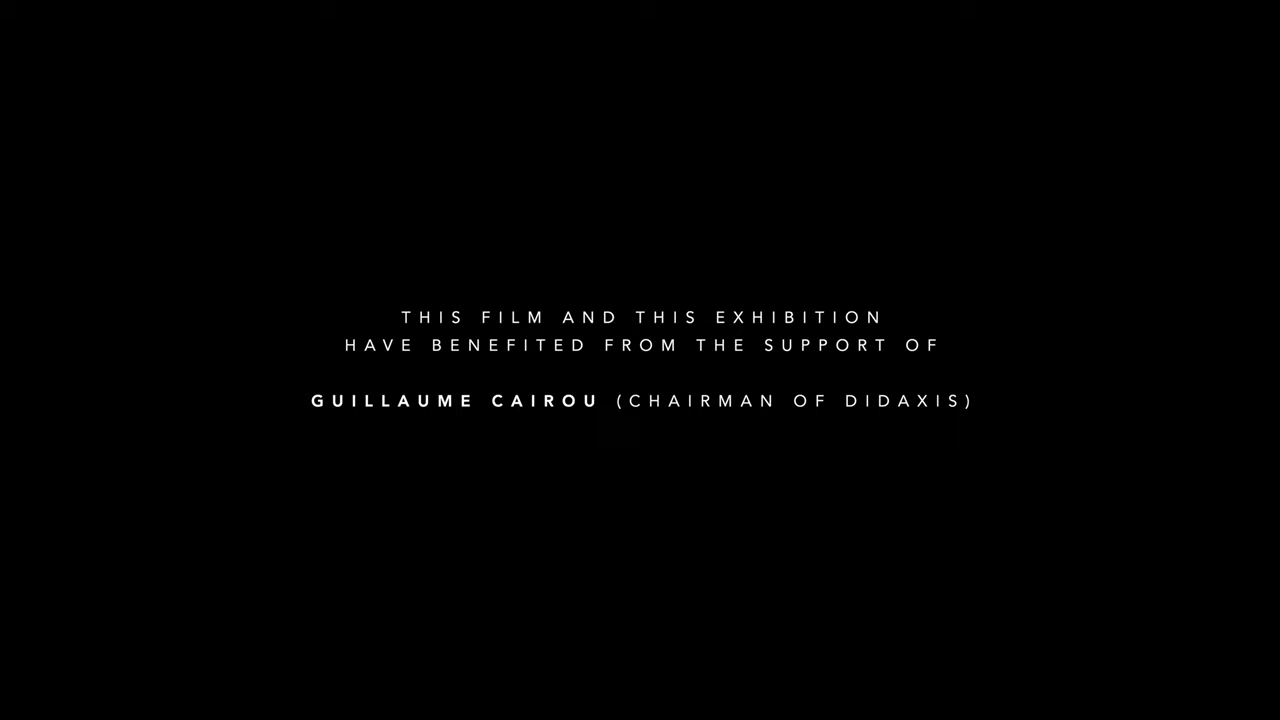 THIS FILM AND THIS EXHIBITION
HAVE BENEFITED FROM THE SUPPORT OF
GUILLAUME CAIROU (CHAIRMAN OF DIDAXIS)